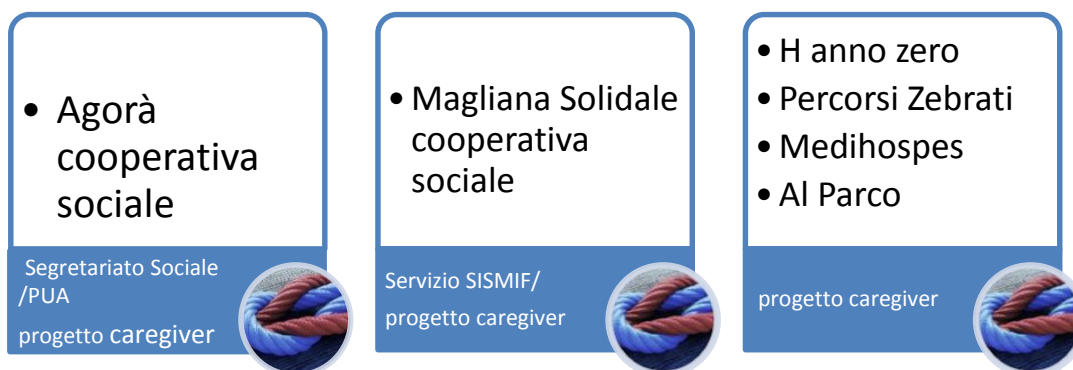 • Agorà
cooperativa
sociale
Segretariato Sociale
/PUA
progetto caregiver
• Magliana Solidale
cooperativa
sociale
Servizio SISMIF/
progetto caregiver
• H anno zero
• Percorsi Zebrati
• Medihospes
• Al Parco
progetto caregiver